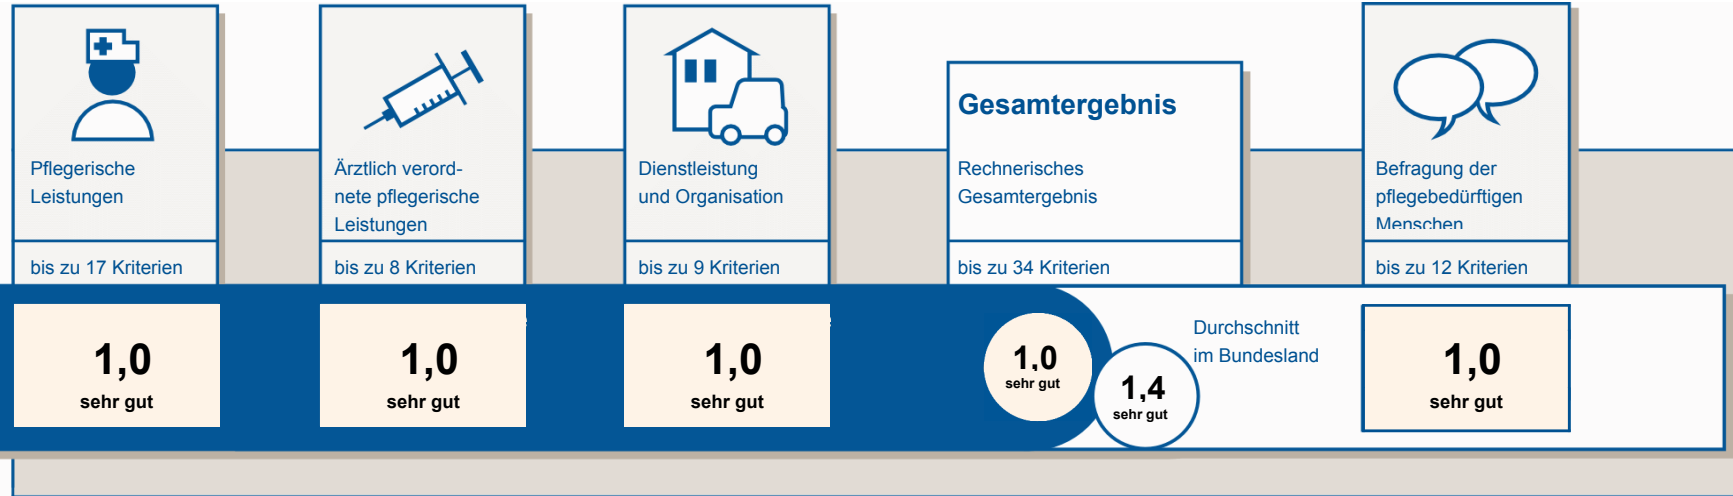 Pflegerische
Leistungen
bis zu 17 Kriterien
1,0
sehr gut
Ärztlich verord-
nete pflegerische
Leistungen
bis zu 8 Kriterien
1,0
sehr gut
Dienstleistung
und Organisation
bis zu 9 Kriterien
1,0
sehr gut
Gesamtergebnis
Rechnerisches
Gesamtergebnis
bis zu 34 Kriterien
1,0
sehr gut
1,4
sehr gut
Durchschnitt
im Bundesland
Befragung der
pflegebedürftigen
Menschen
bis zu 12 Kriterien
1,0
sehr gut